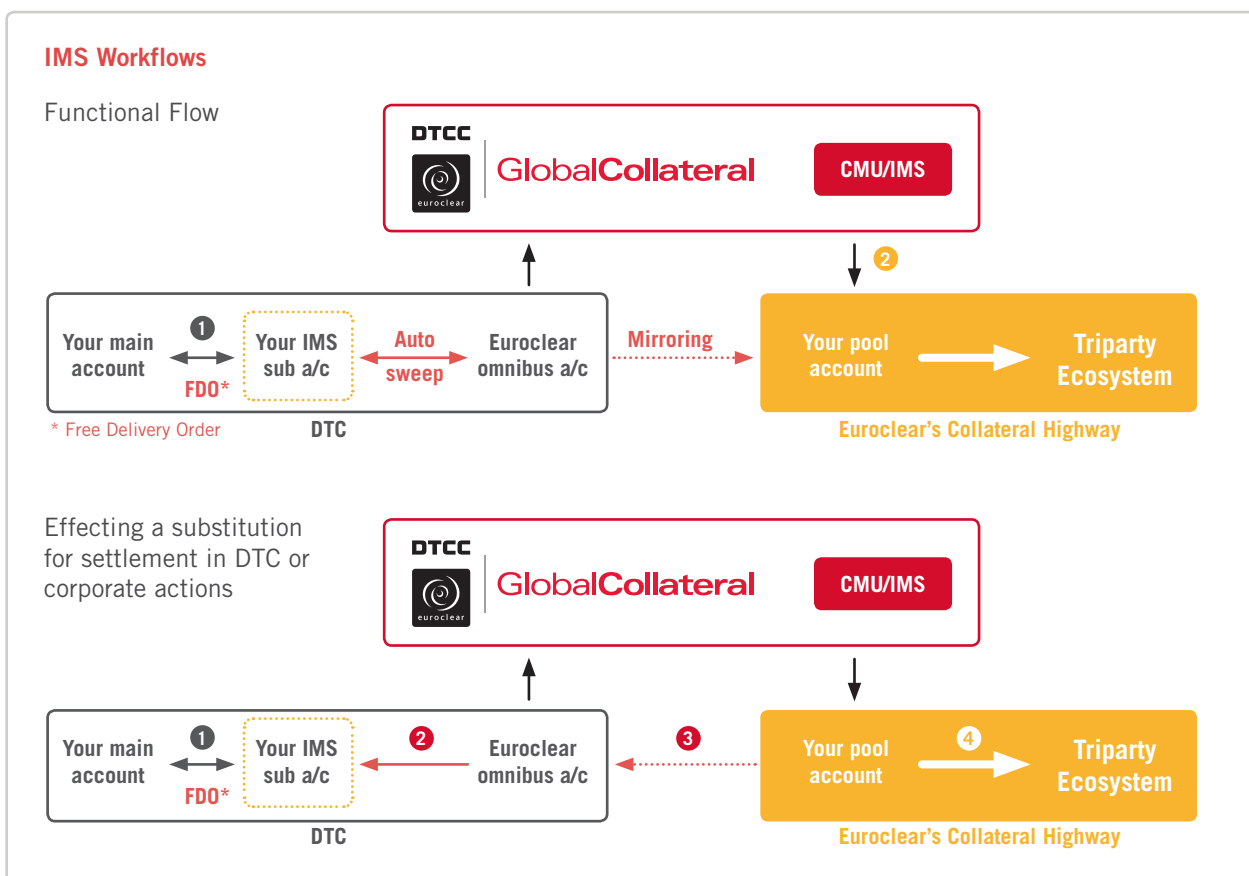 IMS Workflows
Functional Flow
DTCC
euroclear
GlobalCollateral
CMU/IMS
2
Your main
account
1
FDO*
Your IMS
sub a/c
Auto
sweep
Euroclear
omnibus a/c
Mirroring
Your pool
account
Triparty
Ecosystem
* Free Delivery Order
DTC
Euroclear's Collateral Highway
Effecting a substitution
for settlement in DTC or
corporate actions
DTCC
euroclear
GlobalCollateral
CMU/IMS
Your main
account
1
FDO*
Your IMS
sub a/c
2
Euroclear
omnibus a/c
3
Your pool
account
4
Triparty
Ecosystem
DTC
Euroclear's Collateral Highway